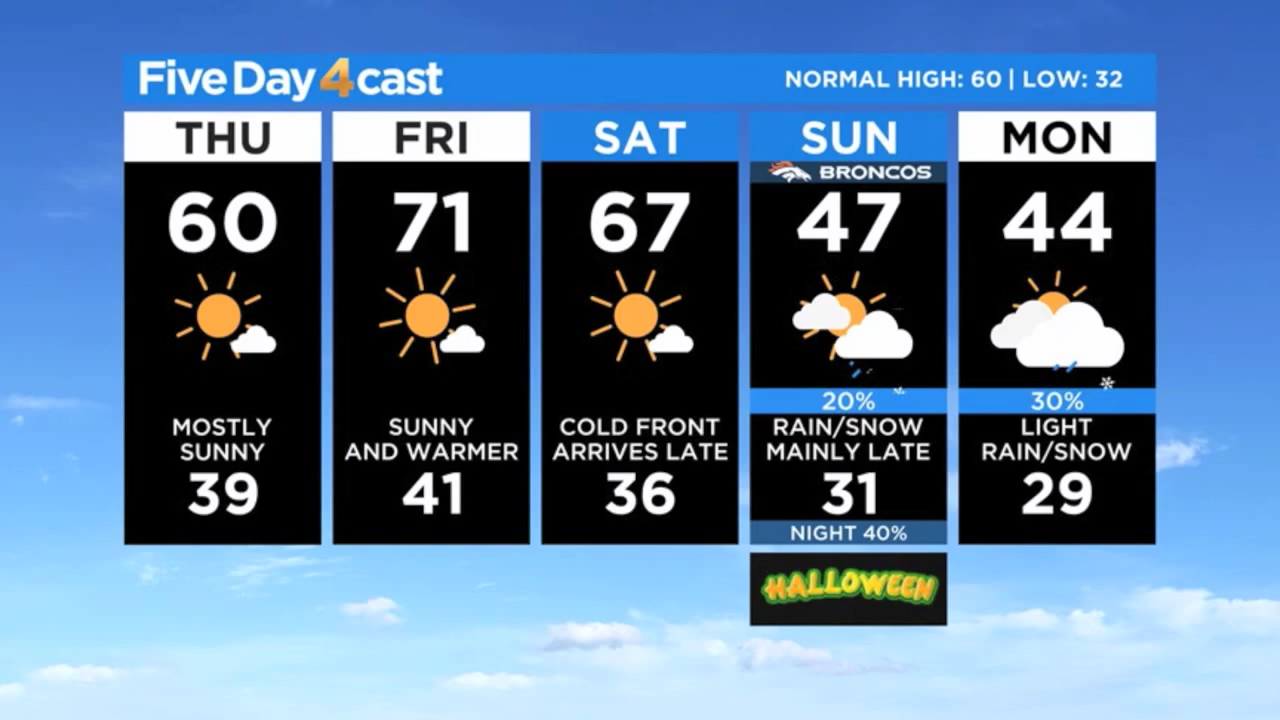 Five Day 4cast
NORMAL HIGH: 60 | LOW: 32
THU
60
MOSTLY
SUNNY
39
FRI
71
SUNNY
AND WARMER
41
SAT
67
COLD FRONT
ARRIVES LATE
36
SUN
BRONCOS
47
20%
RAIN/SNOW
MAINLY LATE
31
NIGHT 40%
HALLOWEEN
MON
44
30%
LIGHT
RAIN/SNOW
29